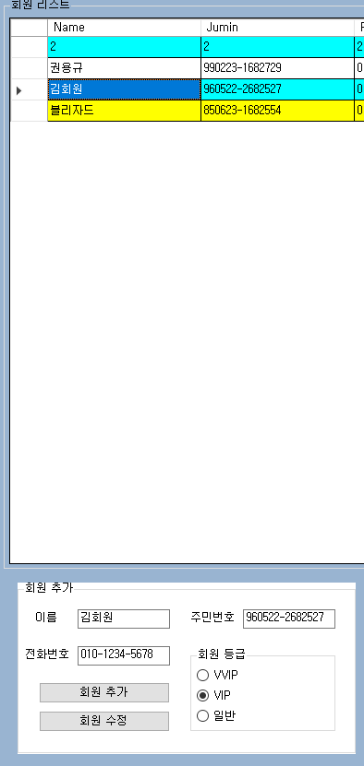 회원 리스트
Name Jumin P
2 2 2
권용규 990223-1682729 0
김회원 960522-2682527 0
블리자드 850623-1682554 0
회원 추가
이름 김회원 주민번호 960522-2682527
전화번호 010-1234-5678 회원 등급
VVIP
회원 추가 VIP
회원 수정 일반